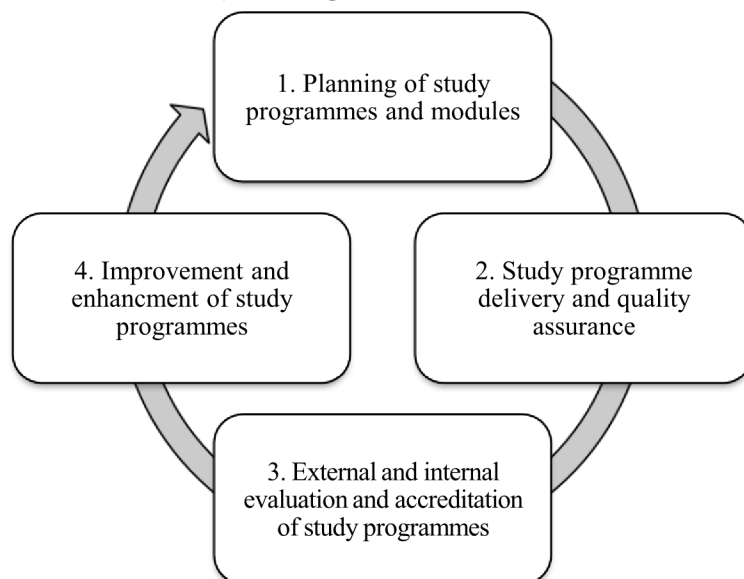 1. Planning of study
programmes and modules
2. Study programme
delivery and quality
assurance
3. External and internal
evaluation and accreditation
of study programmes
4. Improvement and
enhancment of study
programmes